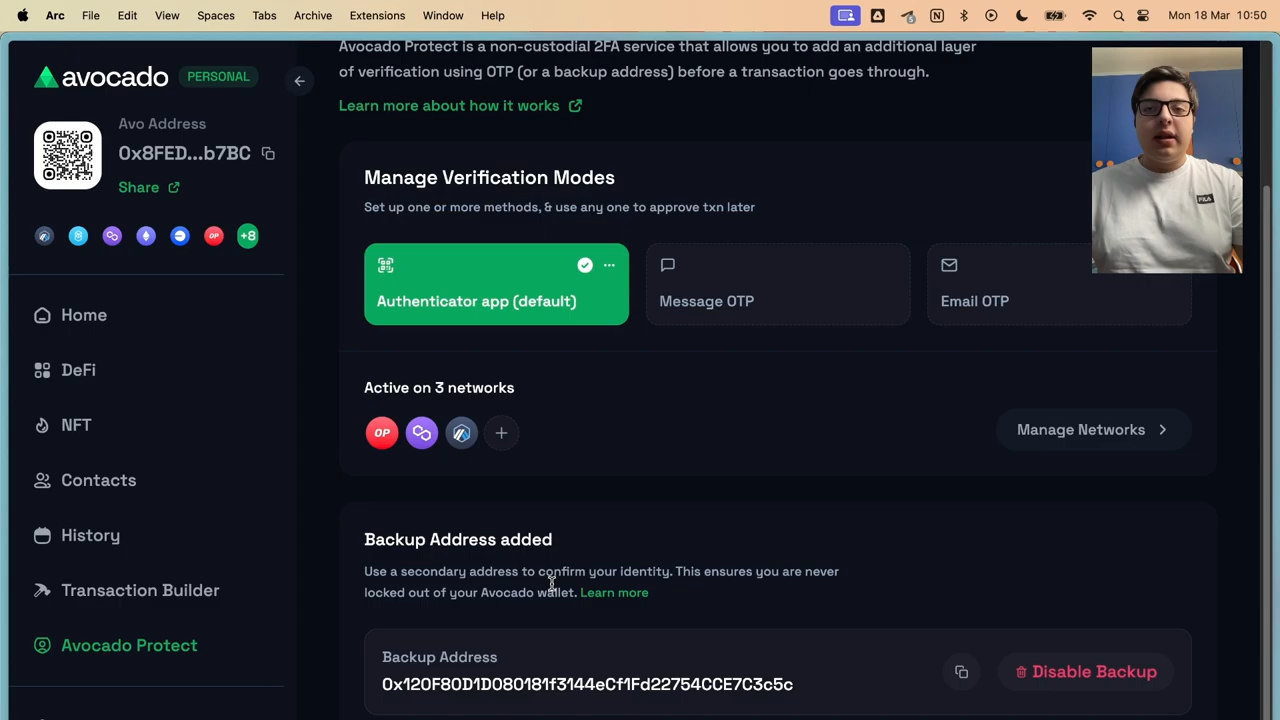 Arc File Edit View Spaces Tabs Archive Extensions Window Help Mon 18 Mar 10:50
avocado PERSONAL
Avo Address
0x8FED...b7BC
Share
+8
Home
DeFi
NFT
Contacts
History
Transaction Builder
Avocado Protect
Avocado Protect is a non-custodial 2FA service that allows you to add an additional layer
of verification using OTP (or a backup address) before a transaction goes through.
Learn more about how it works
Manage Verification Modes
Set up one or more methods, & use any one to approve txn later
Authenticator app (default)
Message OTP
Email OTP
Active on 3 networks
OP
Manage Networks
Backup Address added
Use a secondary address to confirm your identity. This ensures you are never
locked out of your Avocado wallet. Learn more
Backup Address
0x120F80D1D080181f3144eCf1Fd22754CCE7C3c5c
Disable Backup
FILA